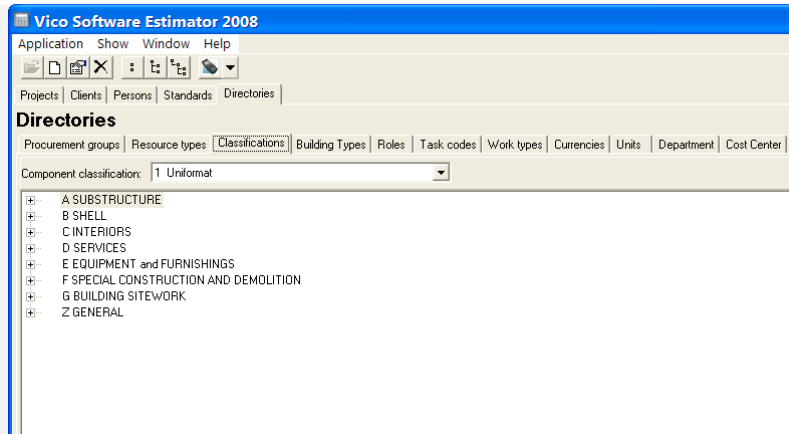 Vico Software Estimator 2008
Application Show Window Help
Projects Clients Persons Standards Directories
Directories
Procurement groups Resource types Classifications Building Types Roles Task codes Work types Currencies Units Department Cost Center
Component classification: 1 Uniformat
A SUBSTRUCTURE
B SHELL
C INTERIORS
D SERVICES
E EQUIPMENT and FURNISHINGS
F SPECIAL CONSTRUCTION AND DEMOLITION
G BUILDING SITEWORK
Z GENERAL